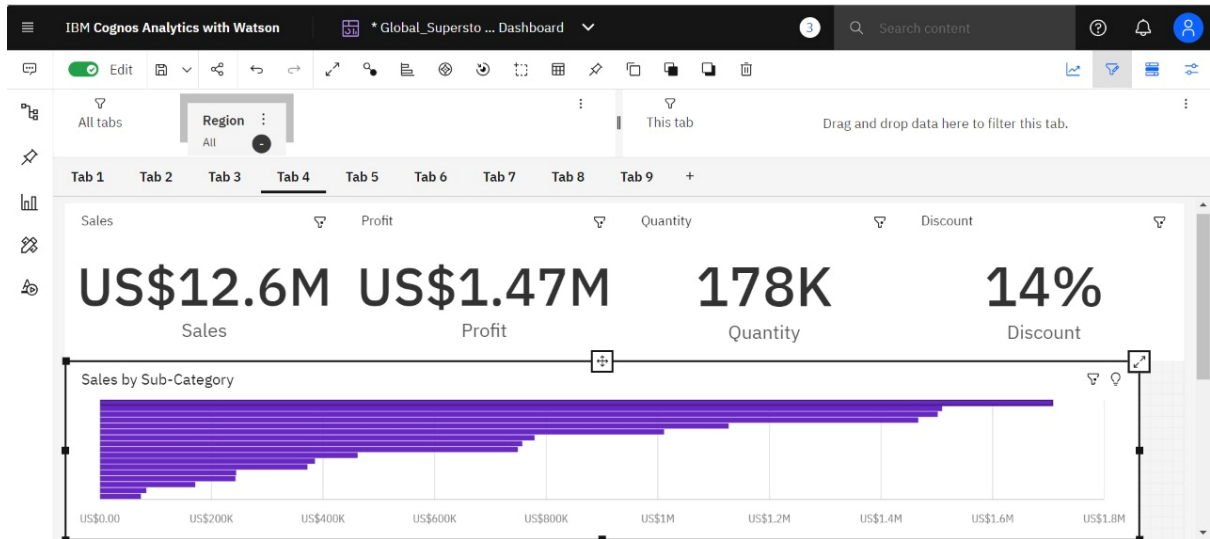 IBM Cognos Analytics with Watson
* Global_Supersto ... Dashboard
3
Search content
Edit
All tabs
Region
All
This tab
Drag and drop data here to filter this tab.
Tab 1 Tab 2 Tab 3 Tab 4 Tab 5 Tab 6 Tab 7 Tab 8 Tab 9 +
Sales Profit Quantity Discount
US$12.6M US$1.47M 178K 14%
Sales Profit Quantity Discount
Sales by Sub-Category
US$0.00 US$200K US$400K US$600K US$800K US$1M US$1.2M US$1.4M US$1.6M US$1.8M